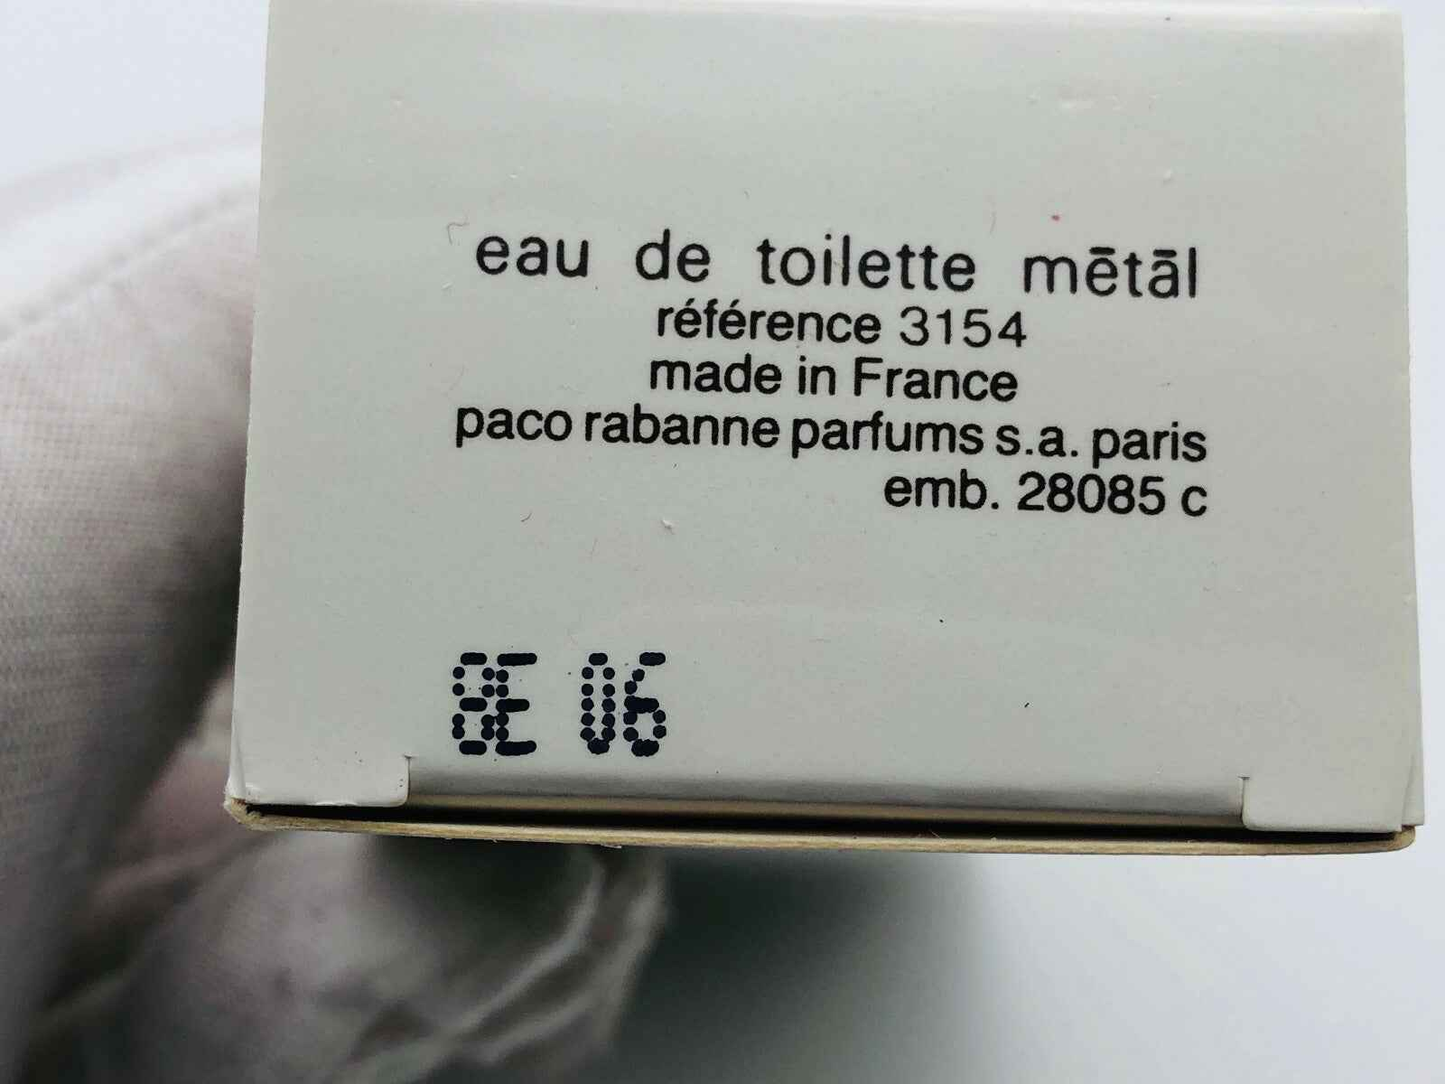 eau de toilette mētāl
référence 3154
made in France
paco rabanne parfums s.a. paris
emb. 28085 c
8E 06